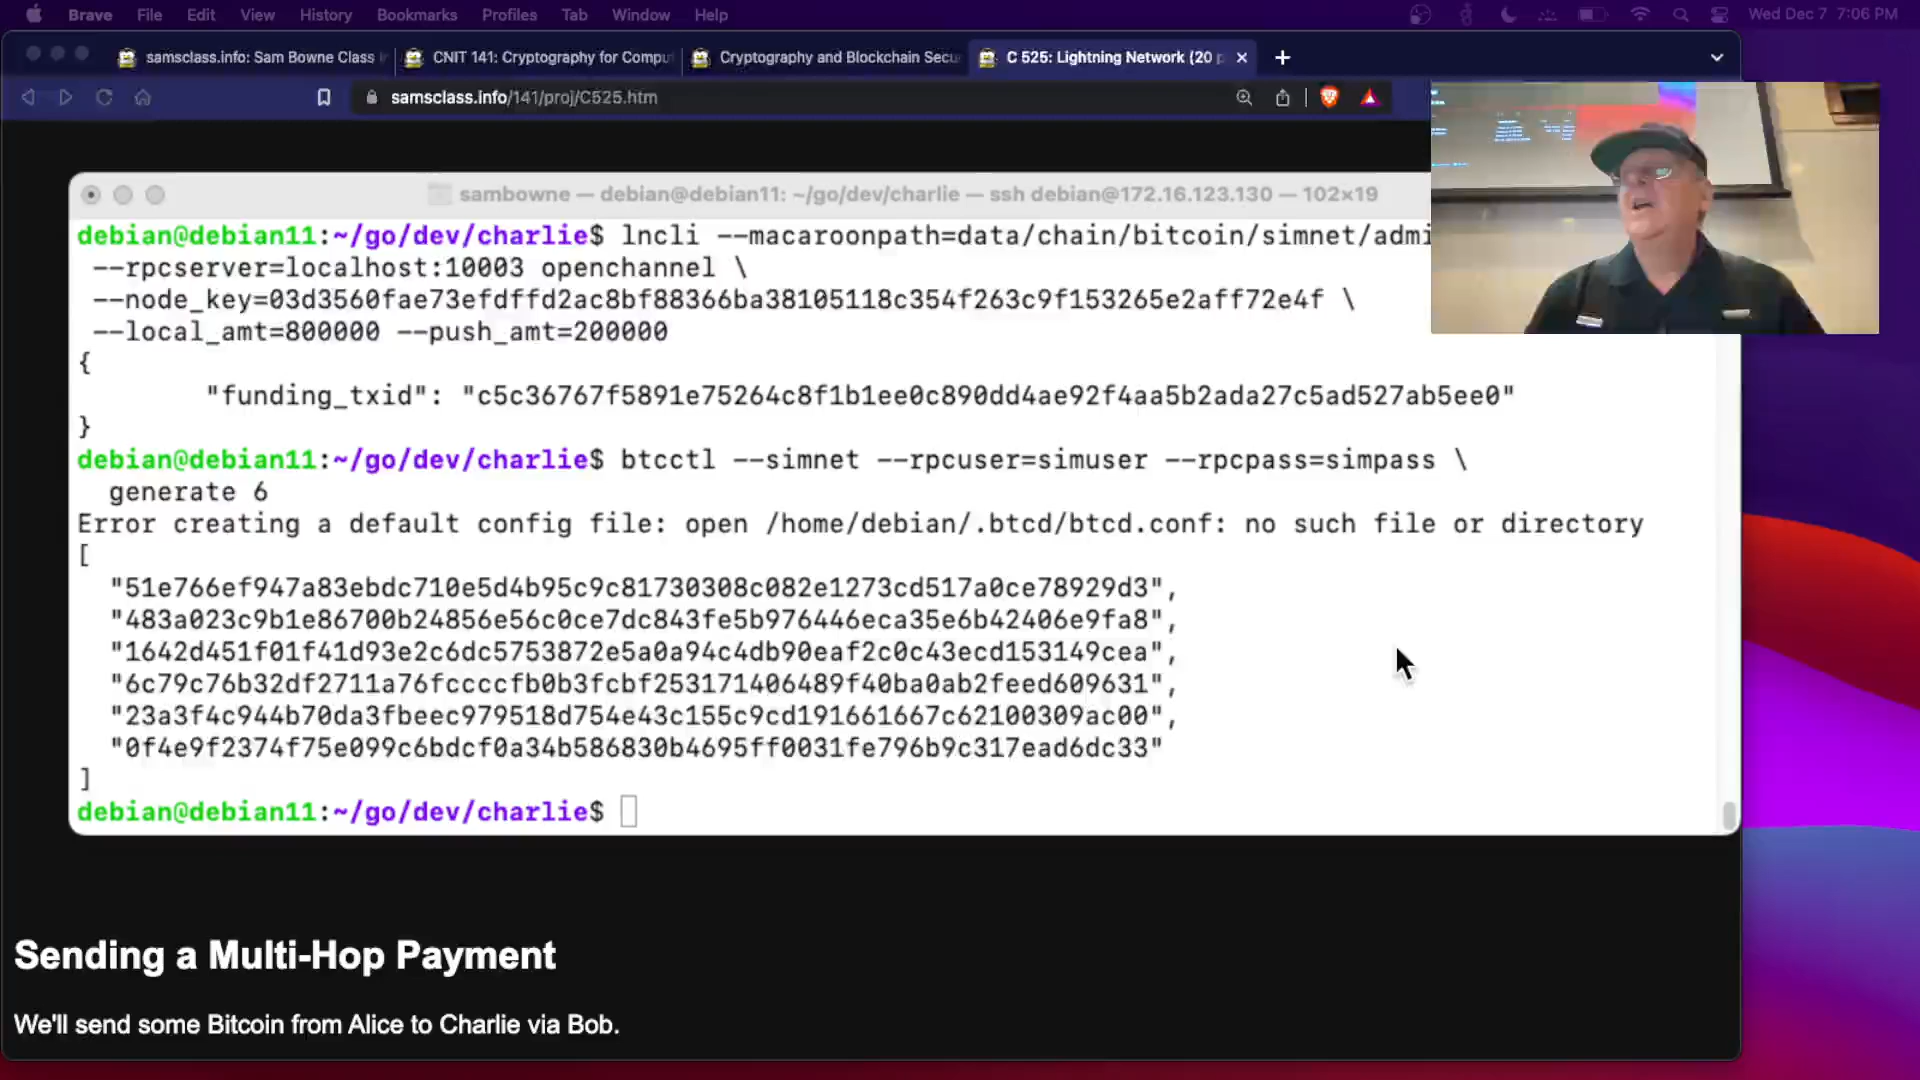 Brave File Edit View History Bookmarks Profiles Tab Window Help Wed Dec 7 7:06 PM
samsclass.info: Sam Bowne Class CNIT 141: Cryptography for Compu Cryptography and Blockchain Secu C 525: Lightning Network (20 p
samsclass.info/141/proj/C525.htm
sambowne — debian@debian11: ~/go/dev/charlie — ssh debian@172.16.123.130 — 102×19
debian@debian11:~/go/dev/charlie$ lncli --macaroonpath=data/chain/bitcoin/simnet/admi
--rpcserver=localhost:10003 openchannel \
--node_key=03d3560fae73efdffd2ac8bf88366ba38105118c354f263c9f153265e2aff72e4f \
--local_amt=800000 --push_amt=200000
{
"funding_txid": "c5c36767f5891e75264c8f1b1ee0c890dd4ae92f4aa5b2ada27c5ad527ab5ee0"
}
debian@debian11:~/go/dev/charlie$ btcctl --simnet --rpcuser=simuser --rpcpass=simpass \
generate 6
Error creating a default config file: open /home/debian/.btcd/btcd.conf: no such file or directory
[
"51e766ef947a83ebdc710e5d4b95c9c81730308c082e1273cd517a0ce78929d3",
"483a023c9b1e86700b24856e56c0ce7dc843fe5b976446eca35e6b42406e9fa8",
"1642d451f01f41d93e2c6dc5753872e5a0a94c4db90eaf2c0c43ecd153149cea",
"6c79c76b32df2711a76fccccfb0b3fcbf253171406489f40ba0ab2feed609631",
"23a3f4c944b70da3fbeec979518d754e43c155c9cd191661667c62100309ac00",
"0f4e9f2374f75e099c6bdcf0a34b586830b4695ff0031fe796b9c317ead6dc33"
]
debian@debian11:~/go/dev/charlie$
Sending a Multi-Hop Payment
We'll send some Bitcoin from Alice to Charlie via Bob.